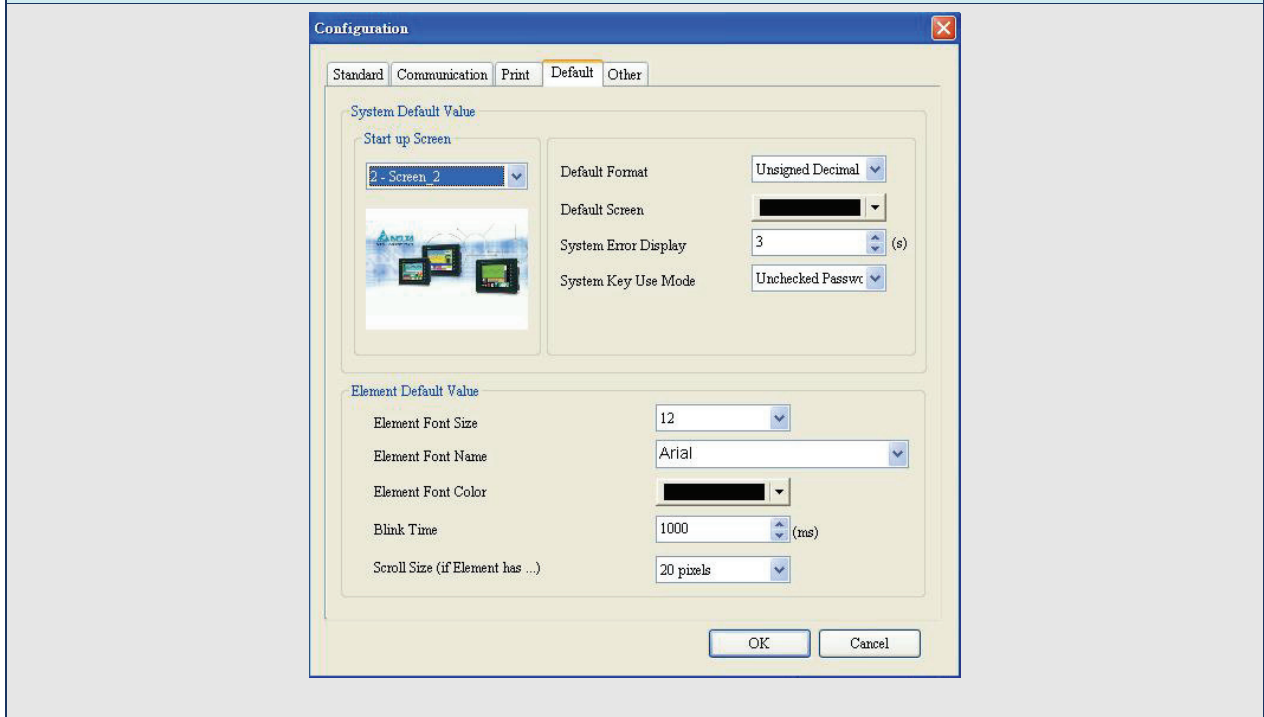 Configuration
Standard Communication Print Default Other
System Default Value
Start up Screen
2 - Screen_2
Default Format Unsigned Decimal
Default Screen
System Error Display 3 (s)
System Key Use Mode Unchecked Passwc
Element Default Value
Element Font Size 12
Element Font Name Arial
Element Font Color
Blink Time 1000 (ms)
Scroll Size (if Element has ...) 20 pixels
OK Cancel